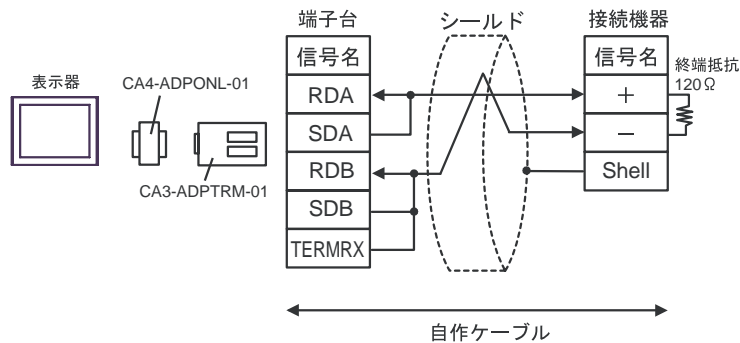 端子台
シールド
接続機器
信号名
信号名
終端抵抗
120Ω
表示器
CA4-ADPONL-01
RDA
+
SDA
−
RDB
Shell
CA3-ADPTRM-01
SDB
TERMRX
自作ケーブル